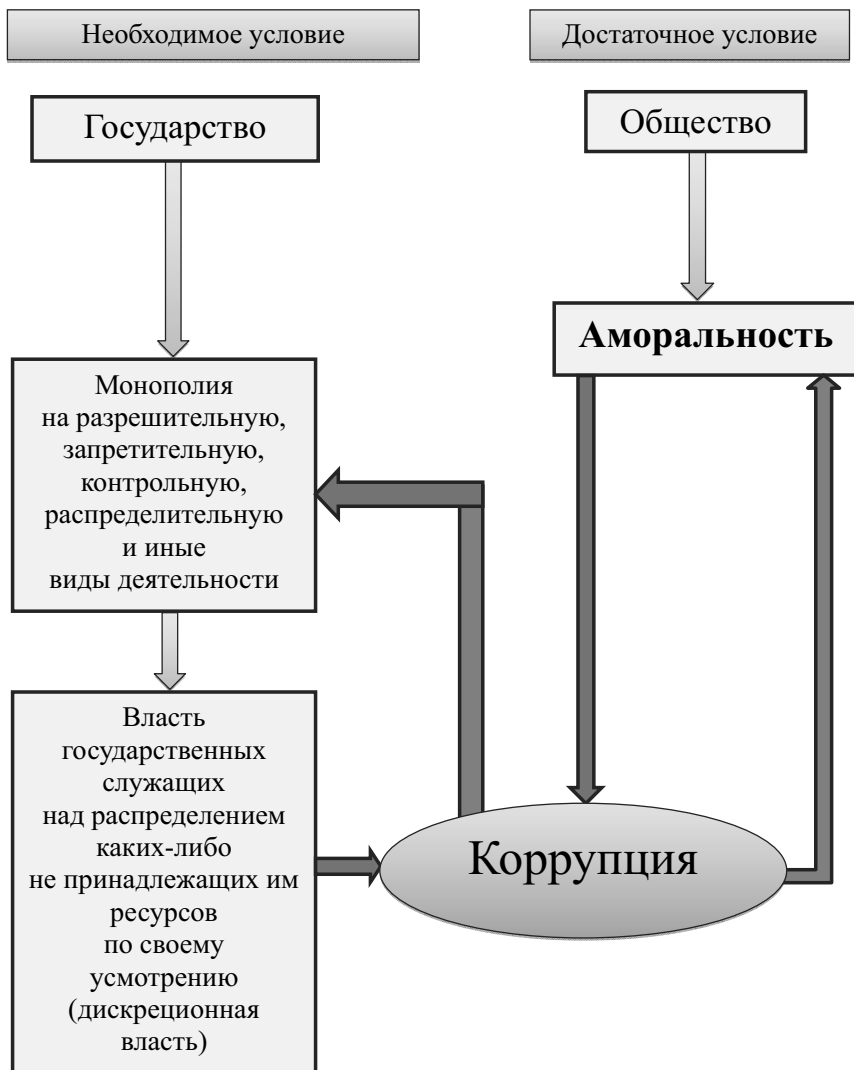 Необходимое условие
Достаточное условие
Государство
Общество
Аморальность
Монополия
на разрешительную,
запретительную,
контрольную,
распределительную
и иные
виды деятельности
Власть
государственных
служащих
над распределением
каких-либо
не принадлежащих им
ресурсов
по своему
усмотрению
(дискреционная
власть)
Коррупция